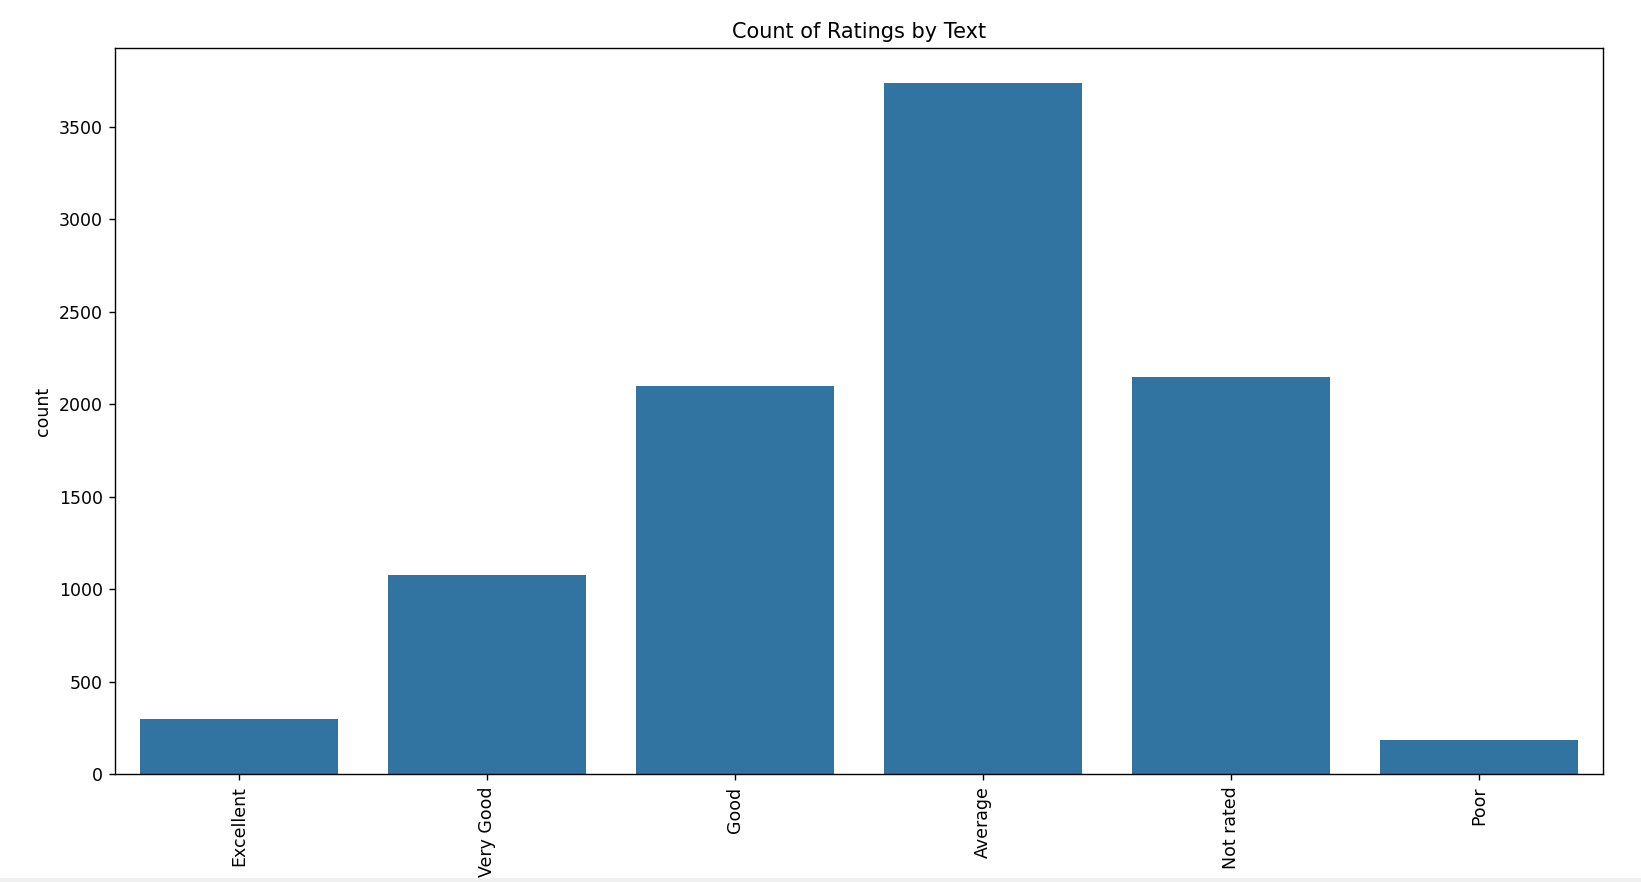 Count of Ratings by Text
count
3500
3000
2500
2000
1500
1000
500
0
Excellent
Very Good
Good
Average
Not rated
Poor